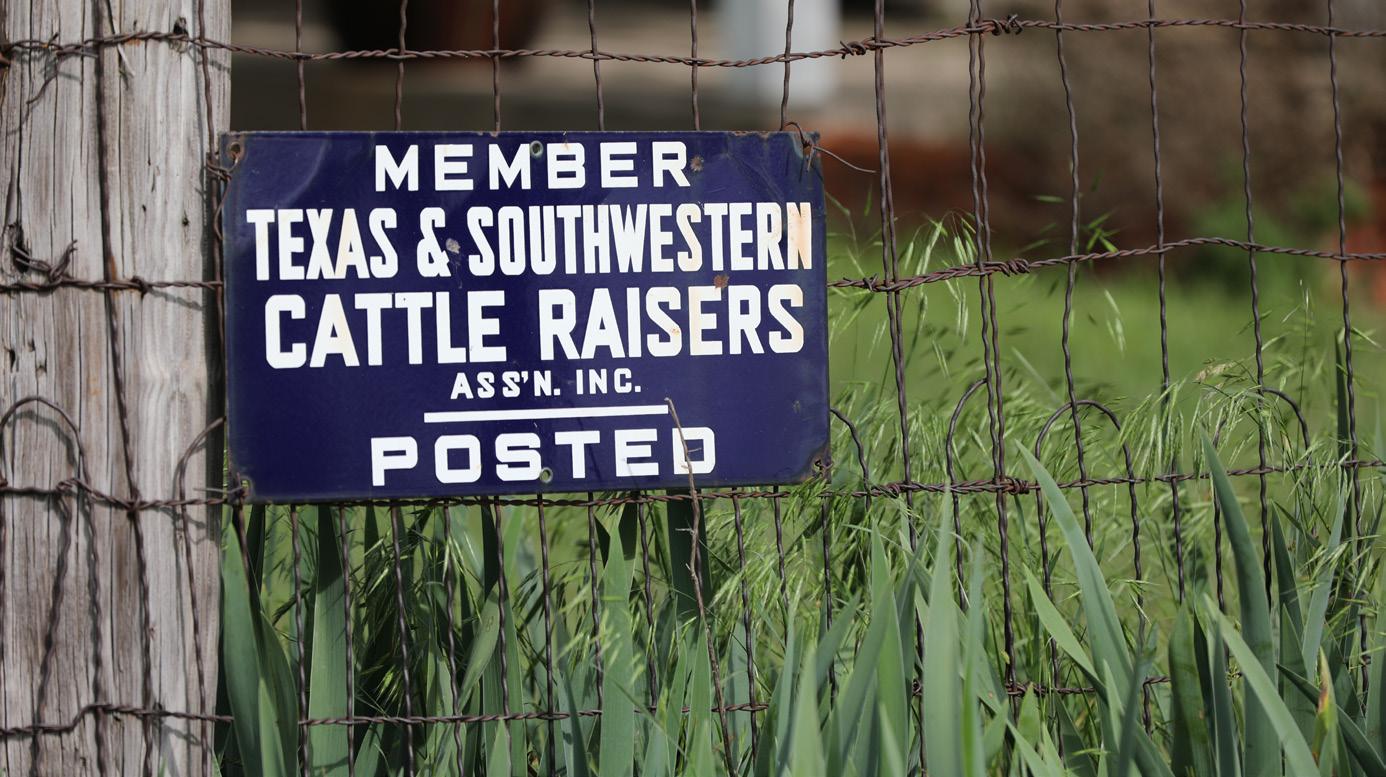 MEMBER
TEXAS & SOUTHWESTERN
CATTLE RAISERS
ASS'N. INC.
POSTED